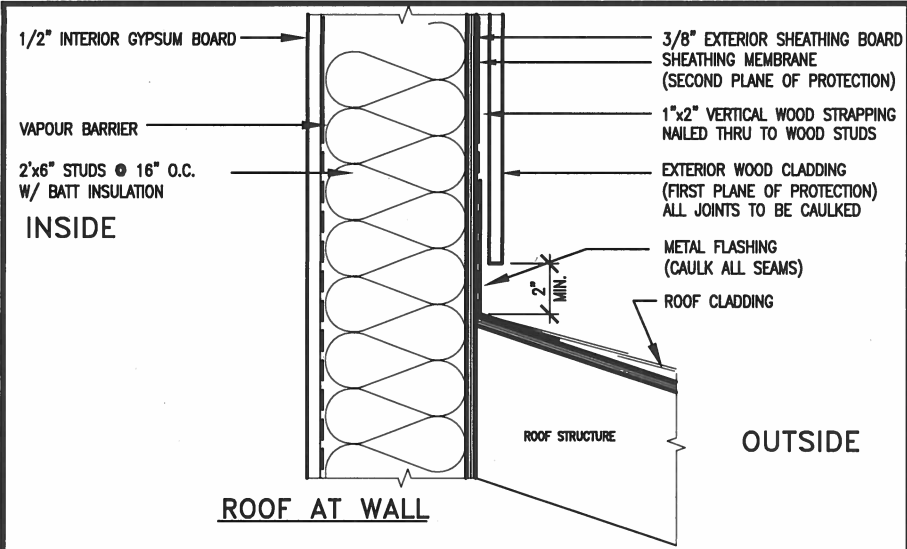 1/2" INTERIOR GYPSUM BOARD
VAPOUR BARRIER
2'x6" STUDS @ 16" O.C.
W/ BATT INSULATION
INSIDE
3/8" EXTERIOR SHEATHING BOARD
SHEATHING MEMBRANE
(SECOND PLANE OF PROTECTION)
1"x2" VERTICAL WOOD STRAPPING
NAILED THRU TO WOOD STUDS
EXTERIOR WOOD CLADDING
(FIRST PLANE OF PROTECTION)
ALL JOINTS TO BE CAULKED
METAL FLASHING
(CAULK ALL SEAMS)
2"
MIN.
ROOF CLADDING
ROOF STRUCTURE
OUTSIDE
ROOF AT WALL